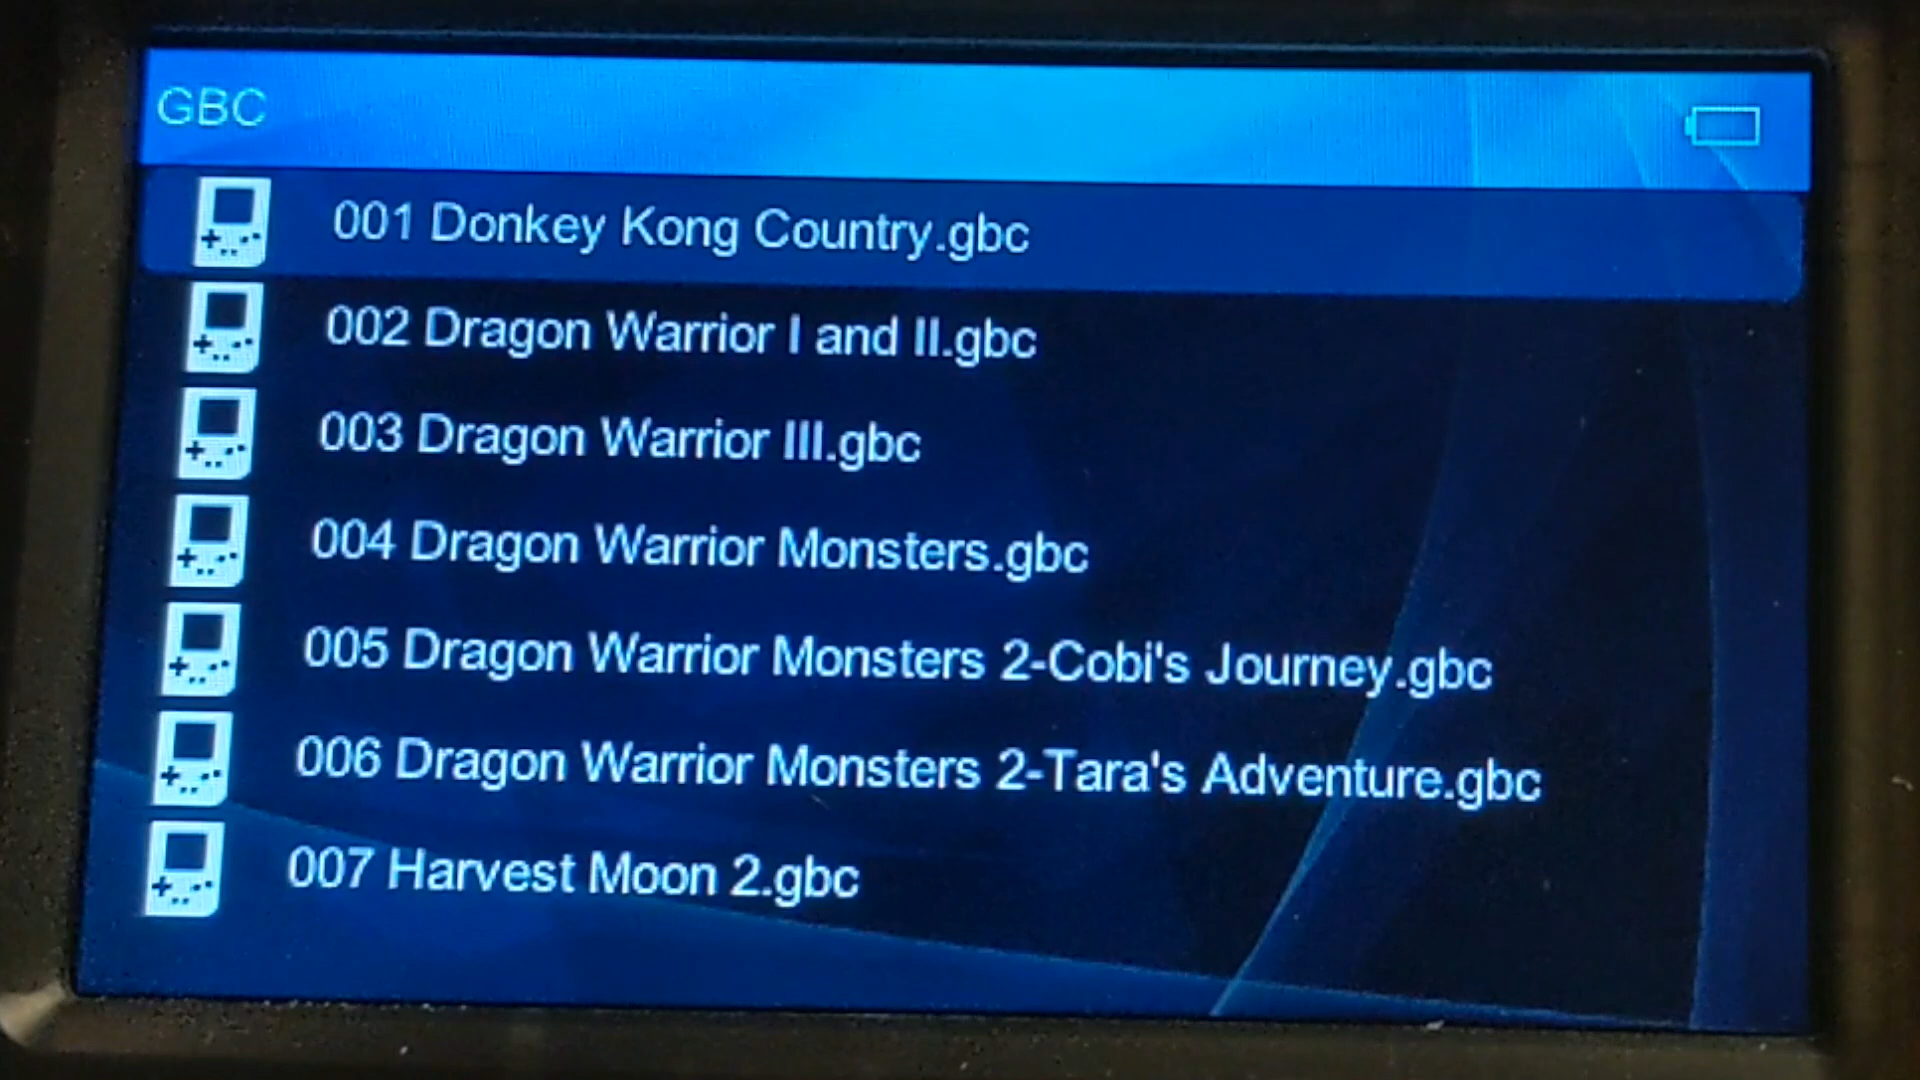 GBC
001 Donkey Kong Country.gbc
002 Dragon Warrior I and II.gbc
003 Dragon Warrior III.gbc
004 Dragon Warrior Monsters.gbc
005 Dragon Warrior Monsters 2-Cobi's Journey.gbc
006 Dragon Warrior Monsters 2-Tara's Adventure.gbc
007 Harvest Moon 2.gbc